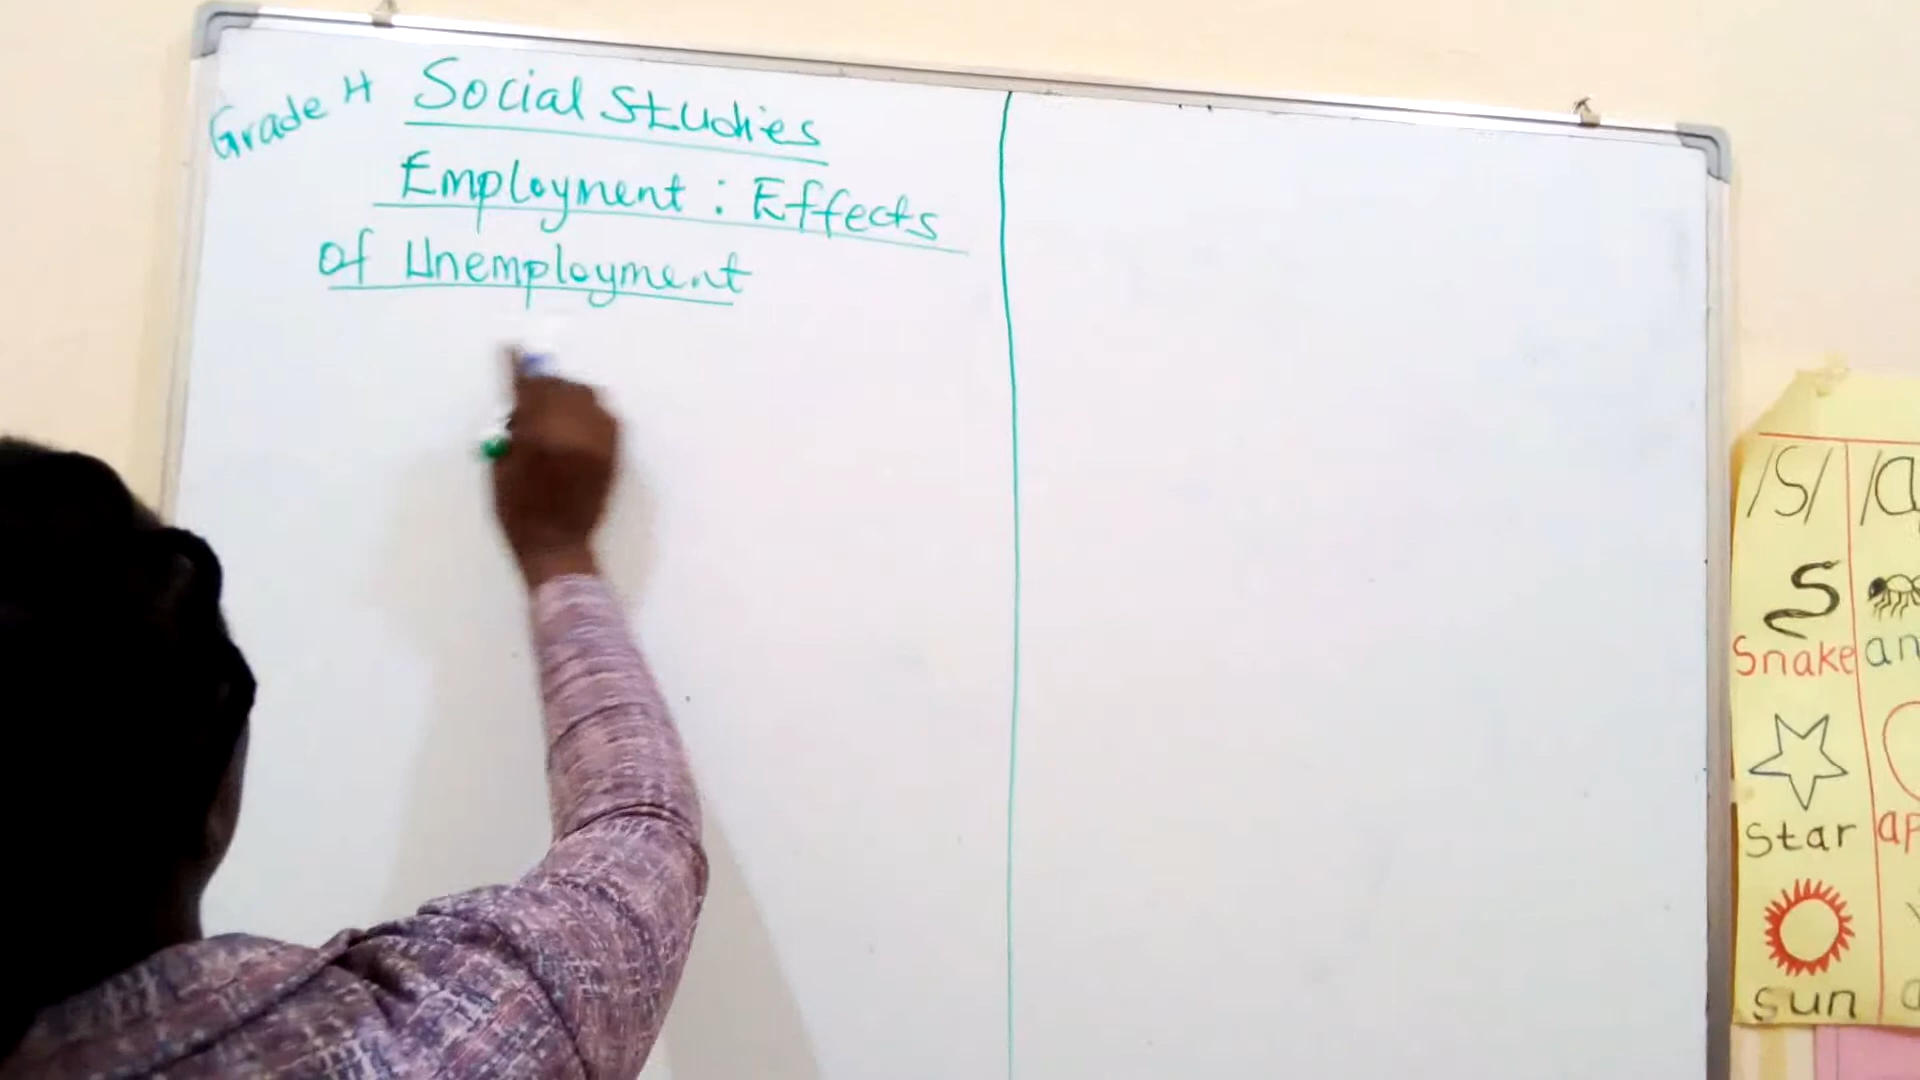 Grade 4 Social Studies
Employment : Effects
of Unemployment
/s/
Snake
star
sun